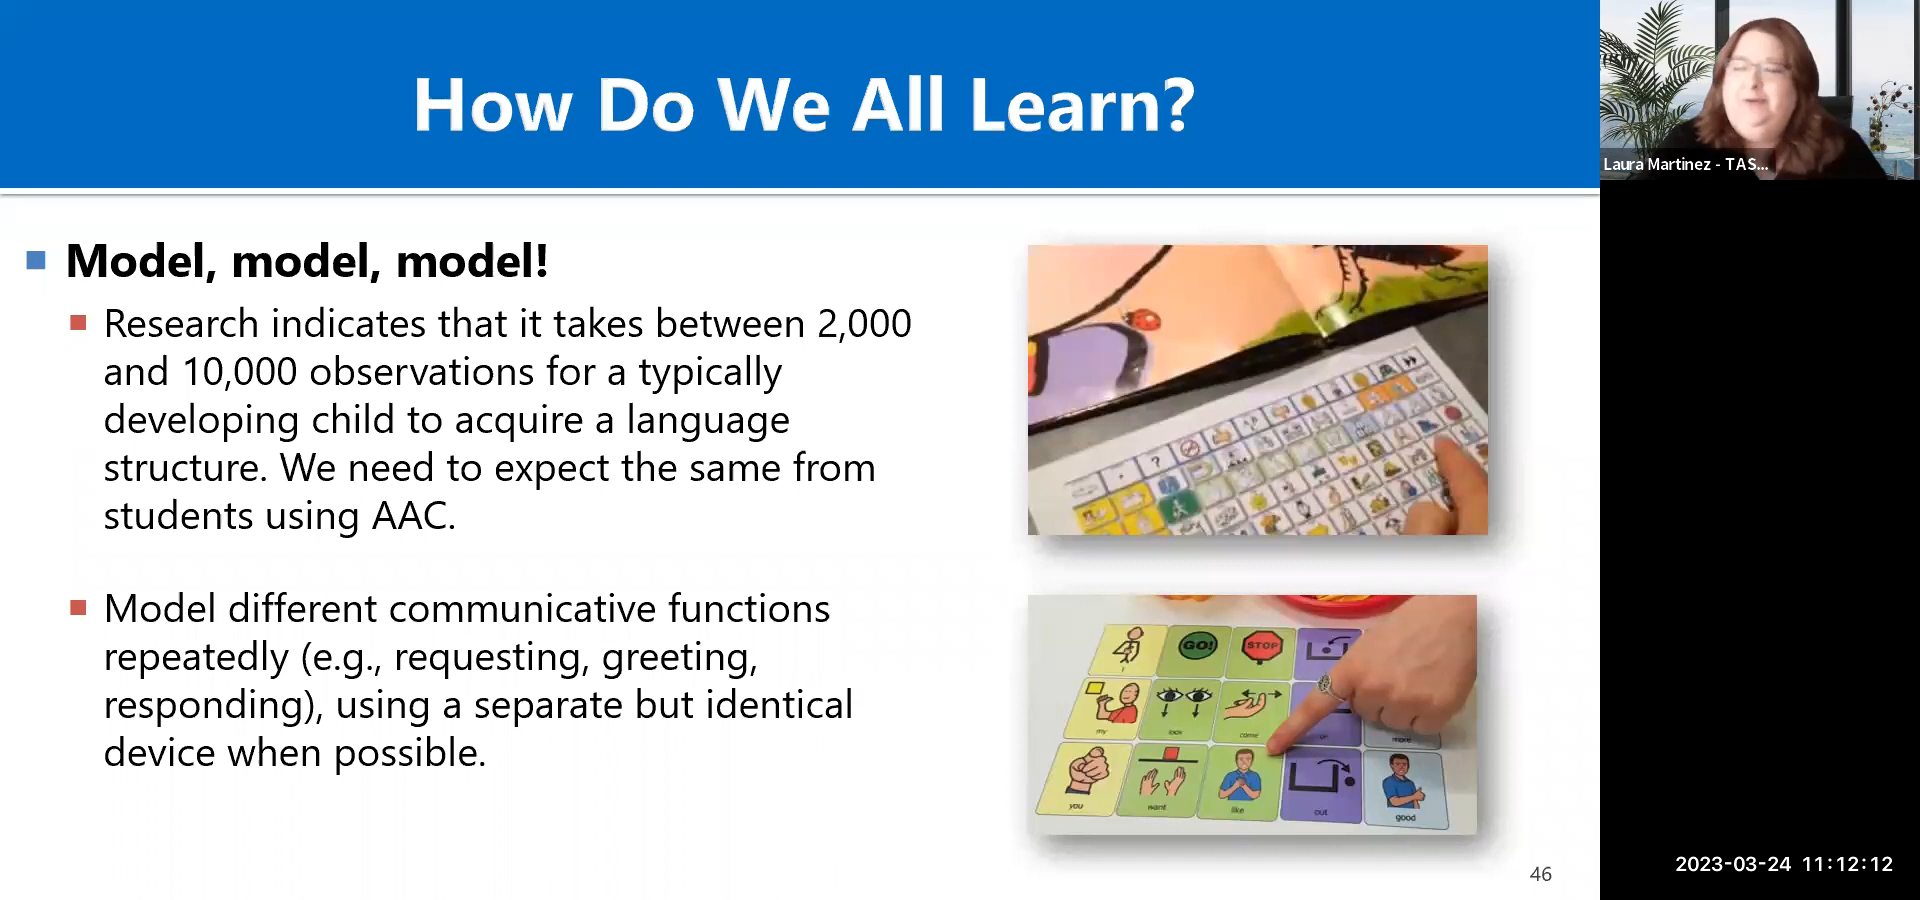 How Do We All Learn?
Laura Martinez - TAS...
Model, model, model!
Research indicates that it takes between 2,000
and 10,000 observations for a typically
developing child to acquire a language
structure. We need to expect the same from
students using AAC.
Model different communicative functions
repeatedly (e.g., requesting, greeting,
responding), using a separate but identical
device when possible.
?
I
GO!
STOP
my
look
come
more
you
want
like
out
good
46
2023-03-24 11:12:12